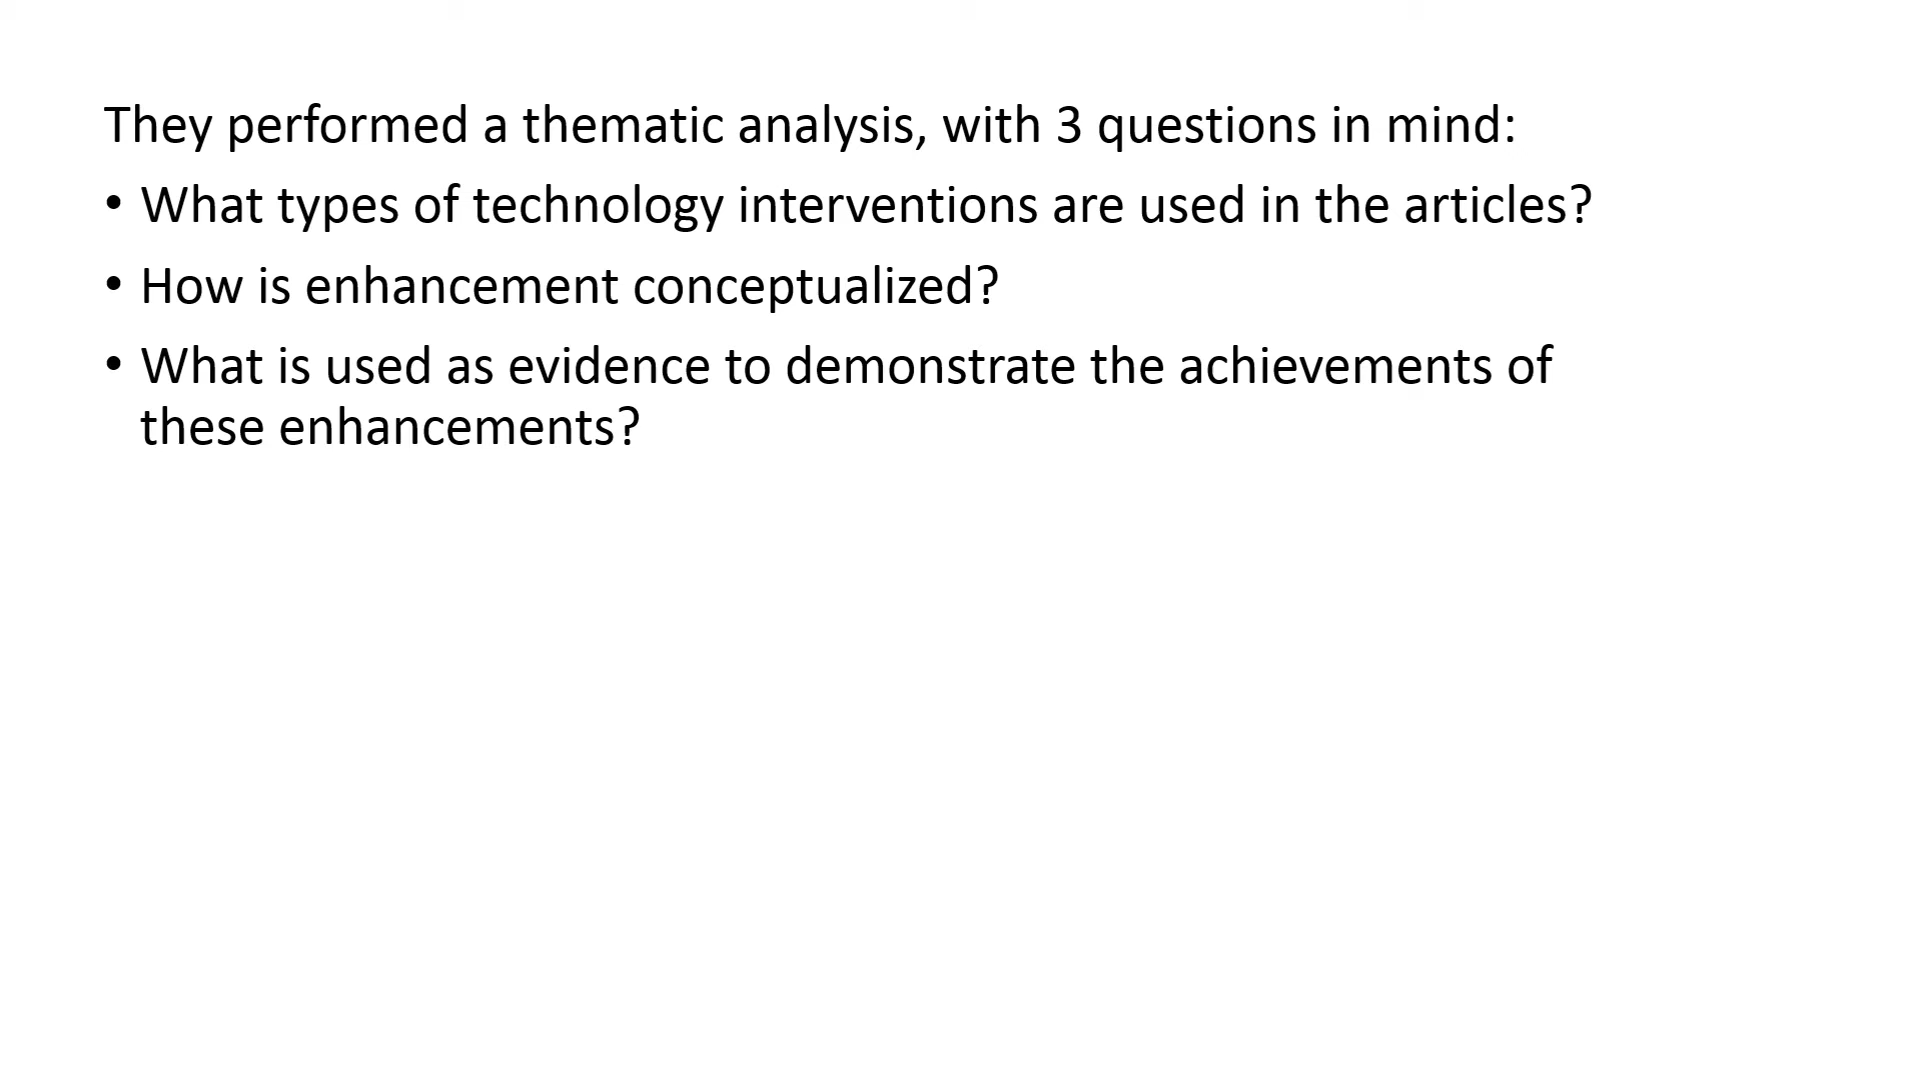 They performed a thematic analysis, with 3 questions in mind:
• What types of technology interventions are used in the articles?
• How is enhancement conceptualized?
• What is used as evidence to demonstrate the achievements of
these enhancements?